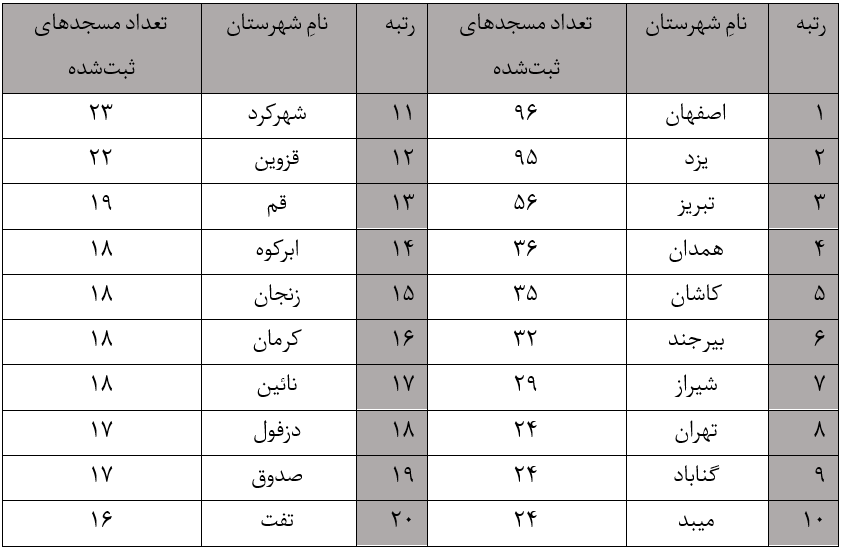 رتبه نامِ شهرستان تعداد مسجدهای ثبت‌شده رتبه نامِ شهرستان تعداد مسجدهای ثبت‌شده
۱ اصفهان ۹۶ ۱۱ شهرکرد ۲۳
۲ یزد ۹۵ ۱۲ قزوین ۲۲
۳ تبریز ۵۶ ۱۳ قم ۱۹
۴ همدان ۳۶ ۱۴ ابرکوه ۱۸
۵ کاشان ۳۵ ۱۵ زنجان ۱۸
۶ بیرجند ۳۲ ۱۶ کرمان ۱۸
۷ شیراز ۲۹ ۱۷ نائین ۱۸
۸ تهران ۲۴ ۱۸ دزفول ۱۷
۹ گناباد ۲۴ ۱۹ صدوق ۱۷
۱۰ میبد ۲۴ ۲۰ تفت ۱۶